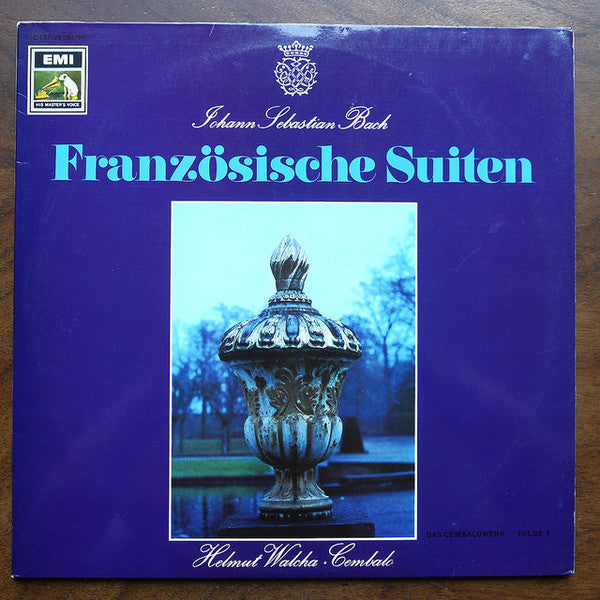 EMI
HIS MASTER'S VOICE
Johann Sebastian Bach
Französische Suiten
DAS CEMBALOWERK · FOLGE 1
Helmut Walcha · Cembalo